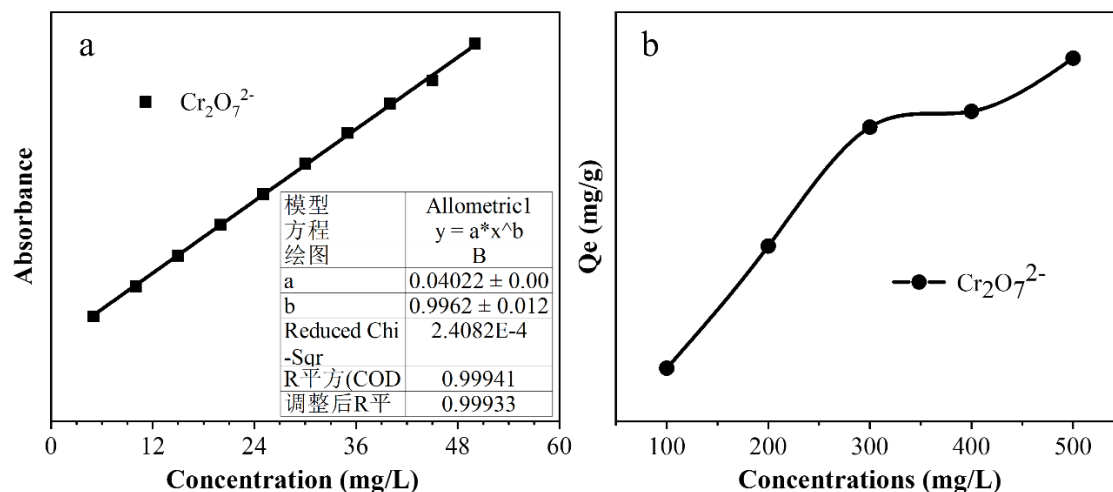 a
Cr₂O₇²⁻
Absorbance
模型 Allometric1
方程 y = a*x^b
绘图 B
a 0.04022 ± 0.00
b 0.9962 ± 0.012
Reduced Chi 2.4082E-4
-Sqr
R平方(COD 0.99941
调整后R平 0.99933
0 12 24 36 48 60
Concentration (mg/L)
b
Qe (mg/g)
Cr₂O₇²⁻
100 200 300 400 500
Concentrations (mg/L)